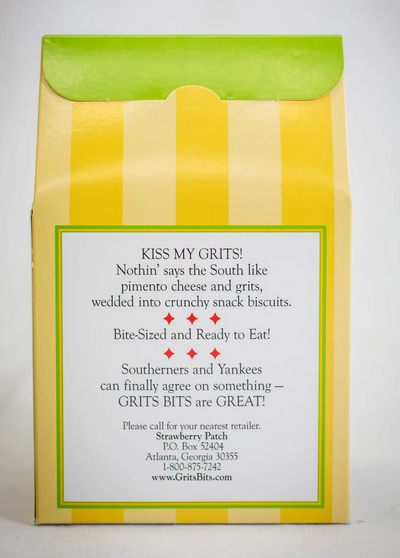 KISS MY GRITS!
Nothin' says the South like
pimento cheese and grits,
wedded into crunchy snack biscuits.
Bite-Sized and Ready to Eat!
Southerners and Yankees
can finally agree on something –
GRITS BITS are GREAT!
Please call for your nearest retailer.
Strawberry Patch
P.O. Box 52404
Atlanta, Georgia 30355
1-800-875-7242
www.GritsBits.com